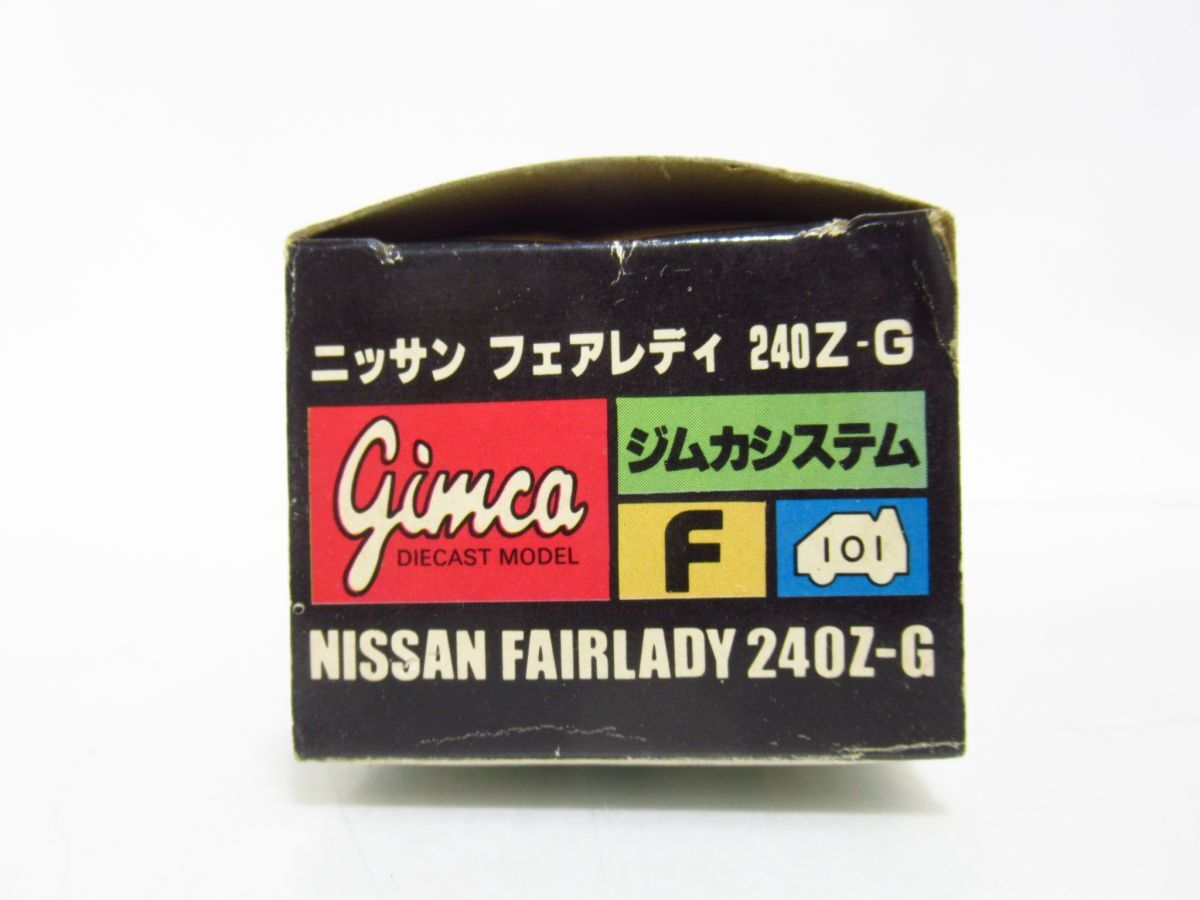 ニッサン フェアレディ 240Z-G
gimca
DIECAST MODEL
ジムカシステム
F
101
NISSAN FAIRLADY 240Z-G